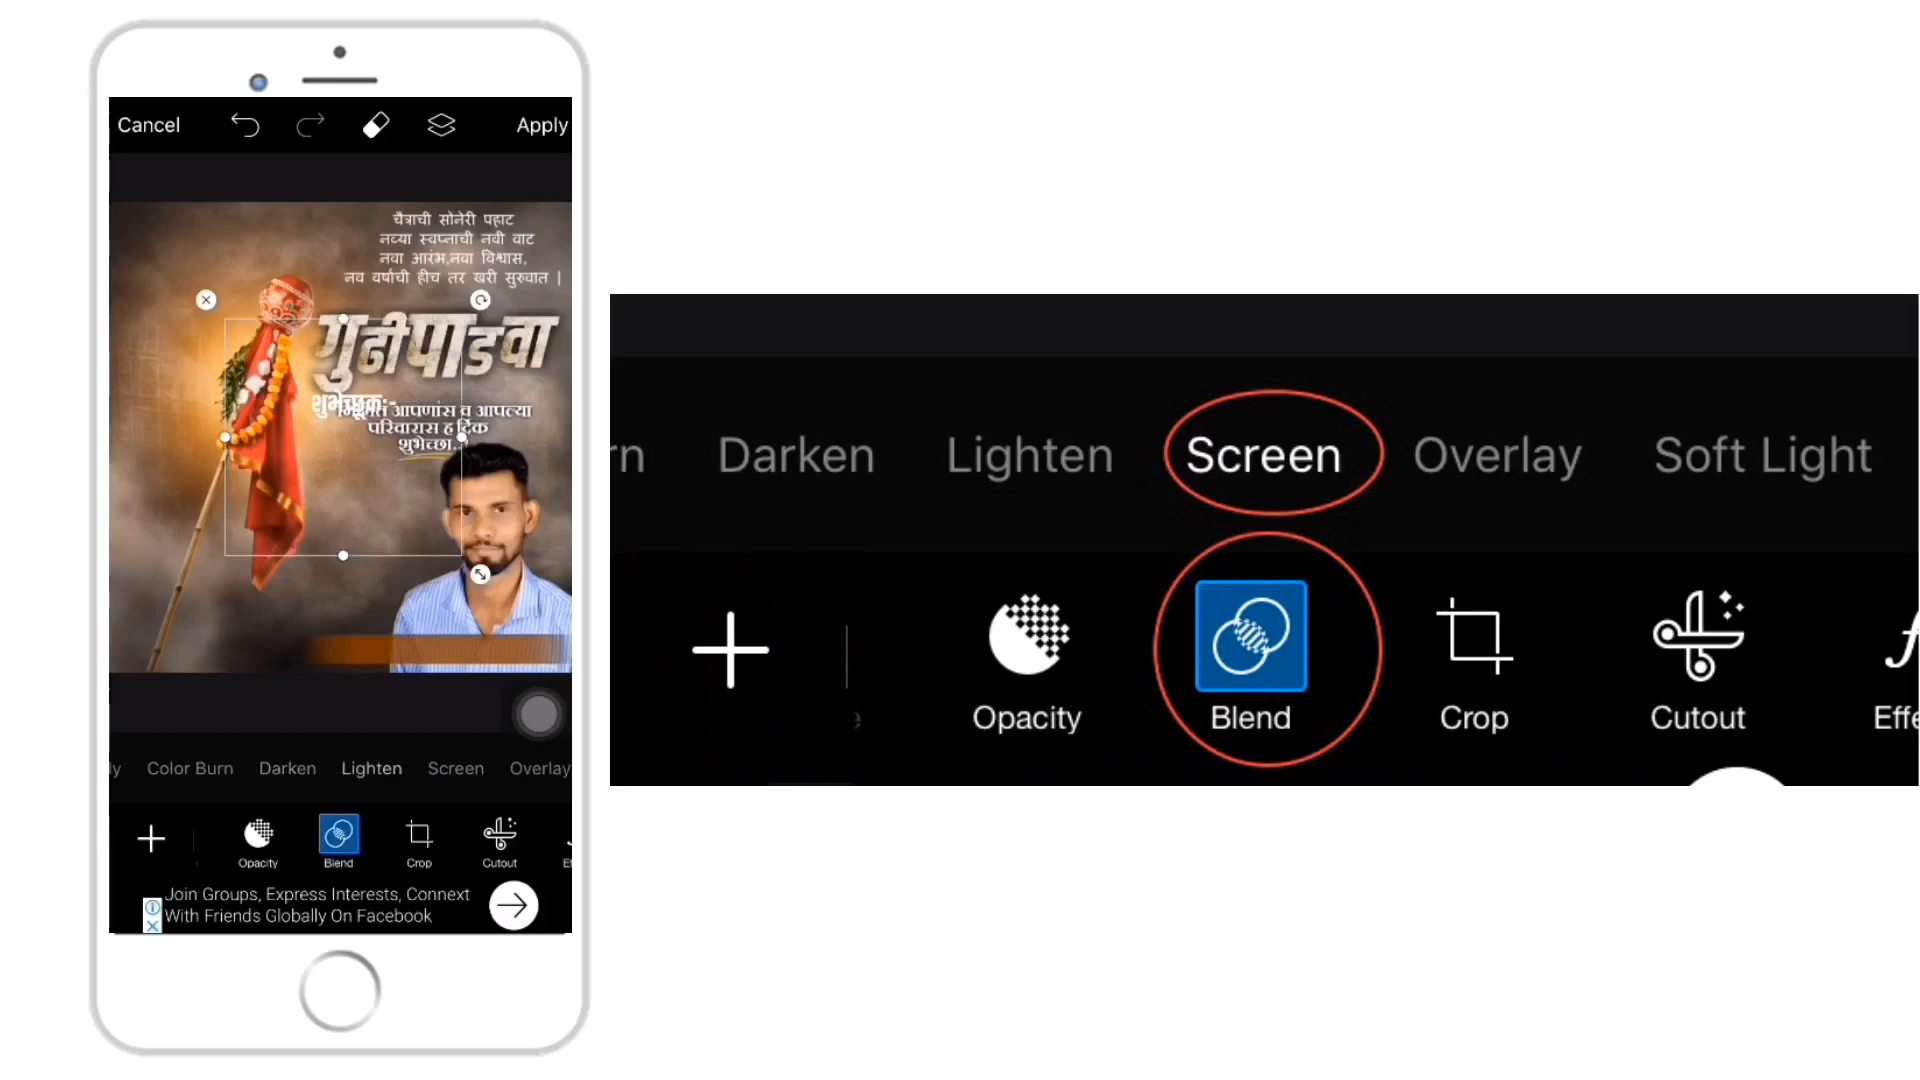 Cancel
Apply
चैत्राची सोनेरी पहाट
नव्या स्वप्नाची नवी वाट
नवा आरंभ,नवा विश्वास,
नव वर्षाची हीच तर खरी सुरुवात |
गुढीपाडवा
शुभेच्छूक:-
आपणांस व आपल्या
परिवारास हार्दिक
शुभेच्छा..
ly Color Burn Darken Lighten Screen Overlay
Opacity Blend Crop Cutout
Join Groups, Express Interests, Connext
With Friends Globally On Facebook
rn Darken Lighten Screen Overlay Soft Light
Opacity Blend Crop Cutout Effe